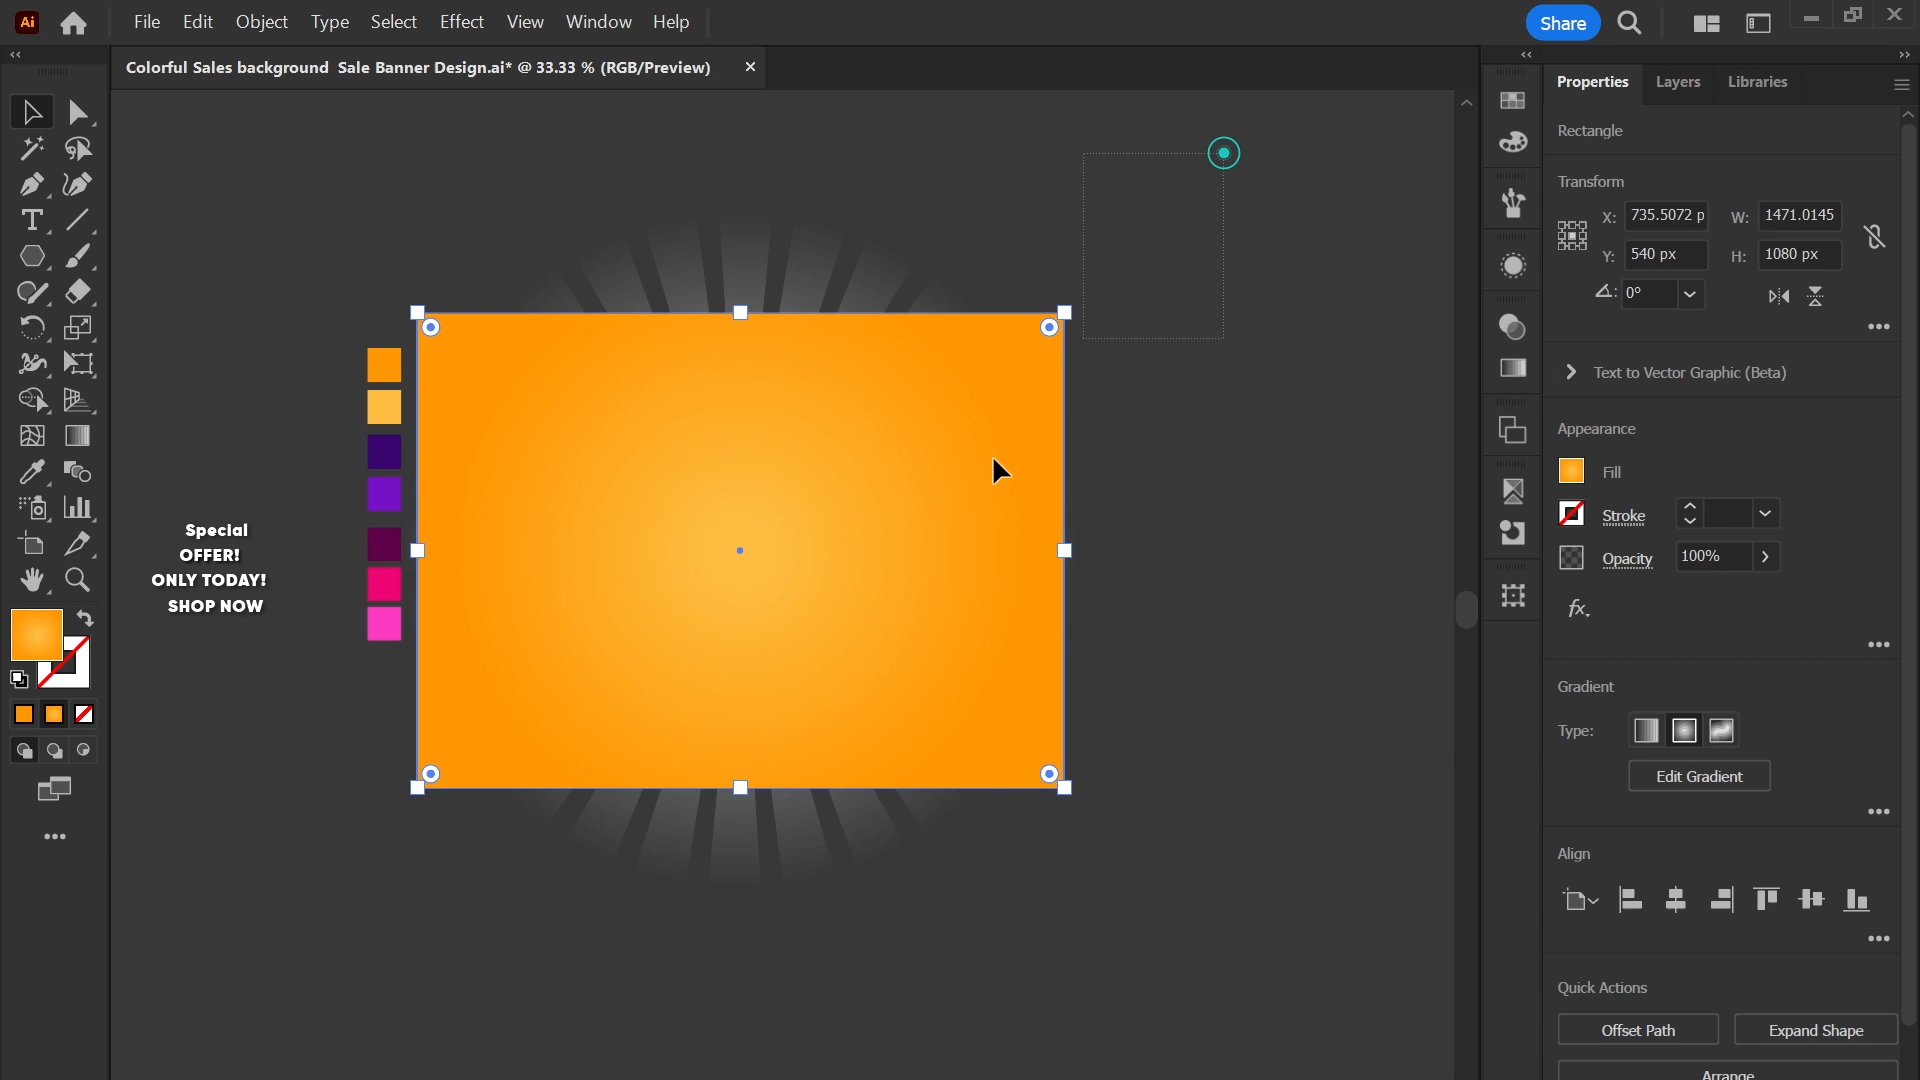 Ai
File Edit Object Type Select Effect View Window Help
Share
Colorful Sales background Sale Banner Design.ai* @ 33.33 % (RGB/Preview)
Properties Layers Libraries
Rectangle
Transform
X: 735.5072 p W: 1471.0145
Y: 540 px H: 1080 px
0°
Text to Vector Graphic (Beta)
Appearance
Fill
Stroke
Opacity 100%
fx.
Gradient
Type:
Edit Gradient
Align
Quick Actions
Offset Path Expand Shape
Arrange
Special
OFFER!
ONLY TODAY!
SHOP NOW